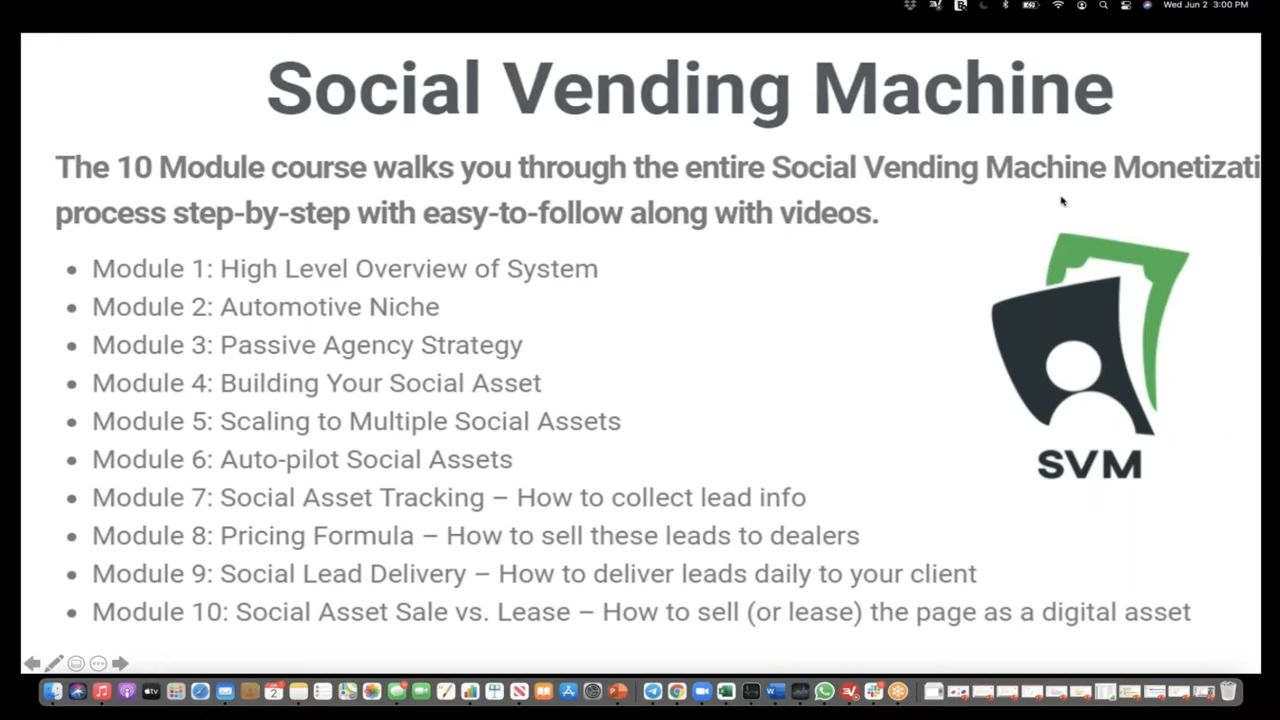 Wed Jun 2 3:00 PM
Social Vending Machine
The 10 Module course walks you through the entire Social Vending Machine Monetizati
process step-by-step with easy-to-follow along with videos.
• Module 1: High Level Overview of System
• Module 2: Automotive Niche
• Module 3: Passive Agency Strategy
• Module 4: Building Your Social Asset
• Module 5: Scaling to Multiple Social Assets
• Module 6: Auto-pilot Social Assets
• Module 7: Social Asset Tracking – How to collect lead info
• Module 8: Pricing Formula – How to sell these leads to dealers
• Module 9: Social Lead Delivery – How to deliver leads daily to your client
• Module 10: Social Asset Sale vs. Lease – How to sell (or lease) the page as a digital asset
SVM